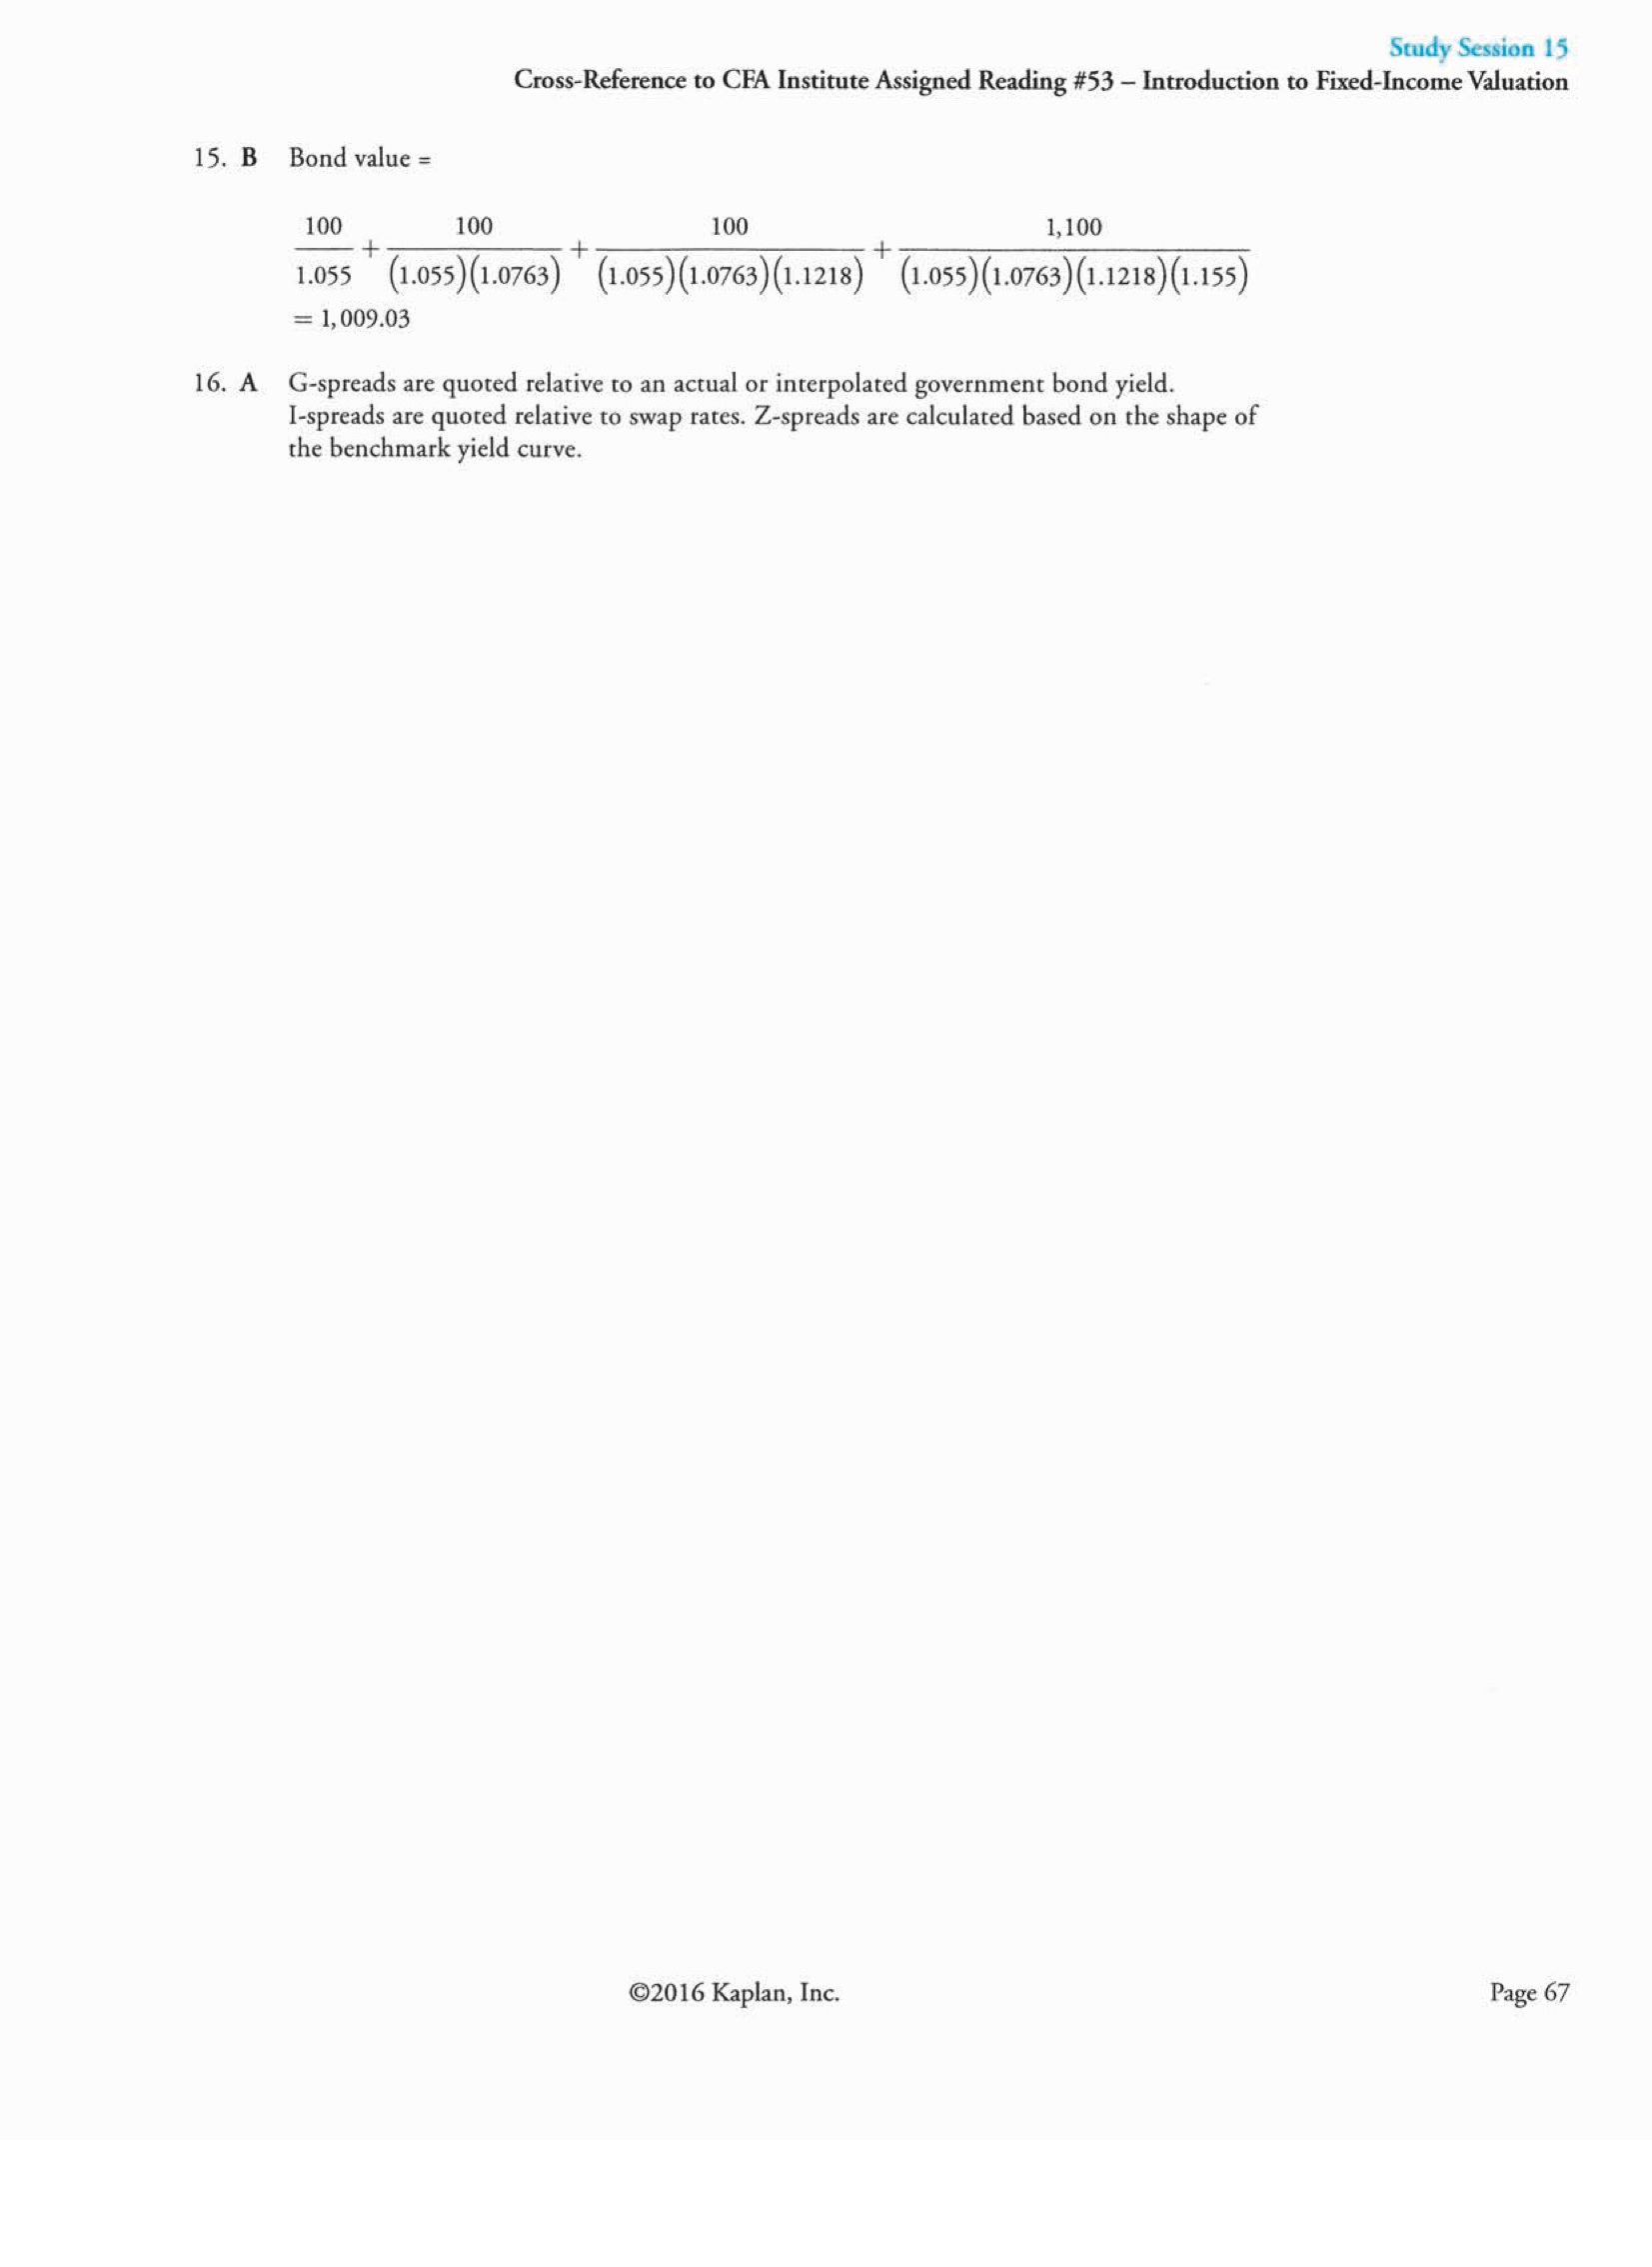 Study Session 15
Cross-Reference to CFA Institute Assigned Reading #53 – Introduction to Fixed-Income Valuation
15. B Bond value =
100 100 100 1,100
+ + +
1.055 (1.055)(1.0763) (1.055)(1.0763)(1.1218) (1.055)(1.0763)(1.1218)(1.155)
= 1,009.03
16. A G-spreads are quoted relative to an actual or interpolated government bond yield.
I-spreads are quoted relative to swap rates. Z-spreads are calculated based on the shape of
the benchmark yield curve.
©2016 Kaplan, Inc. Page 67